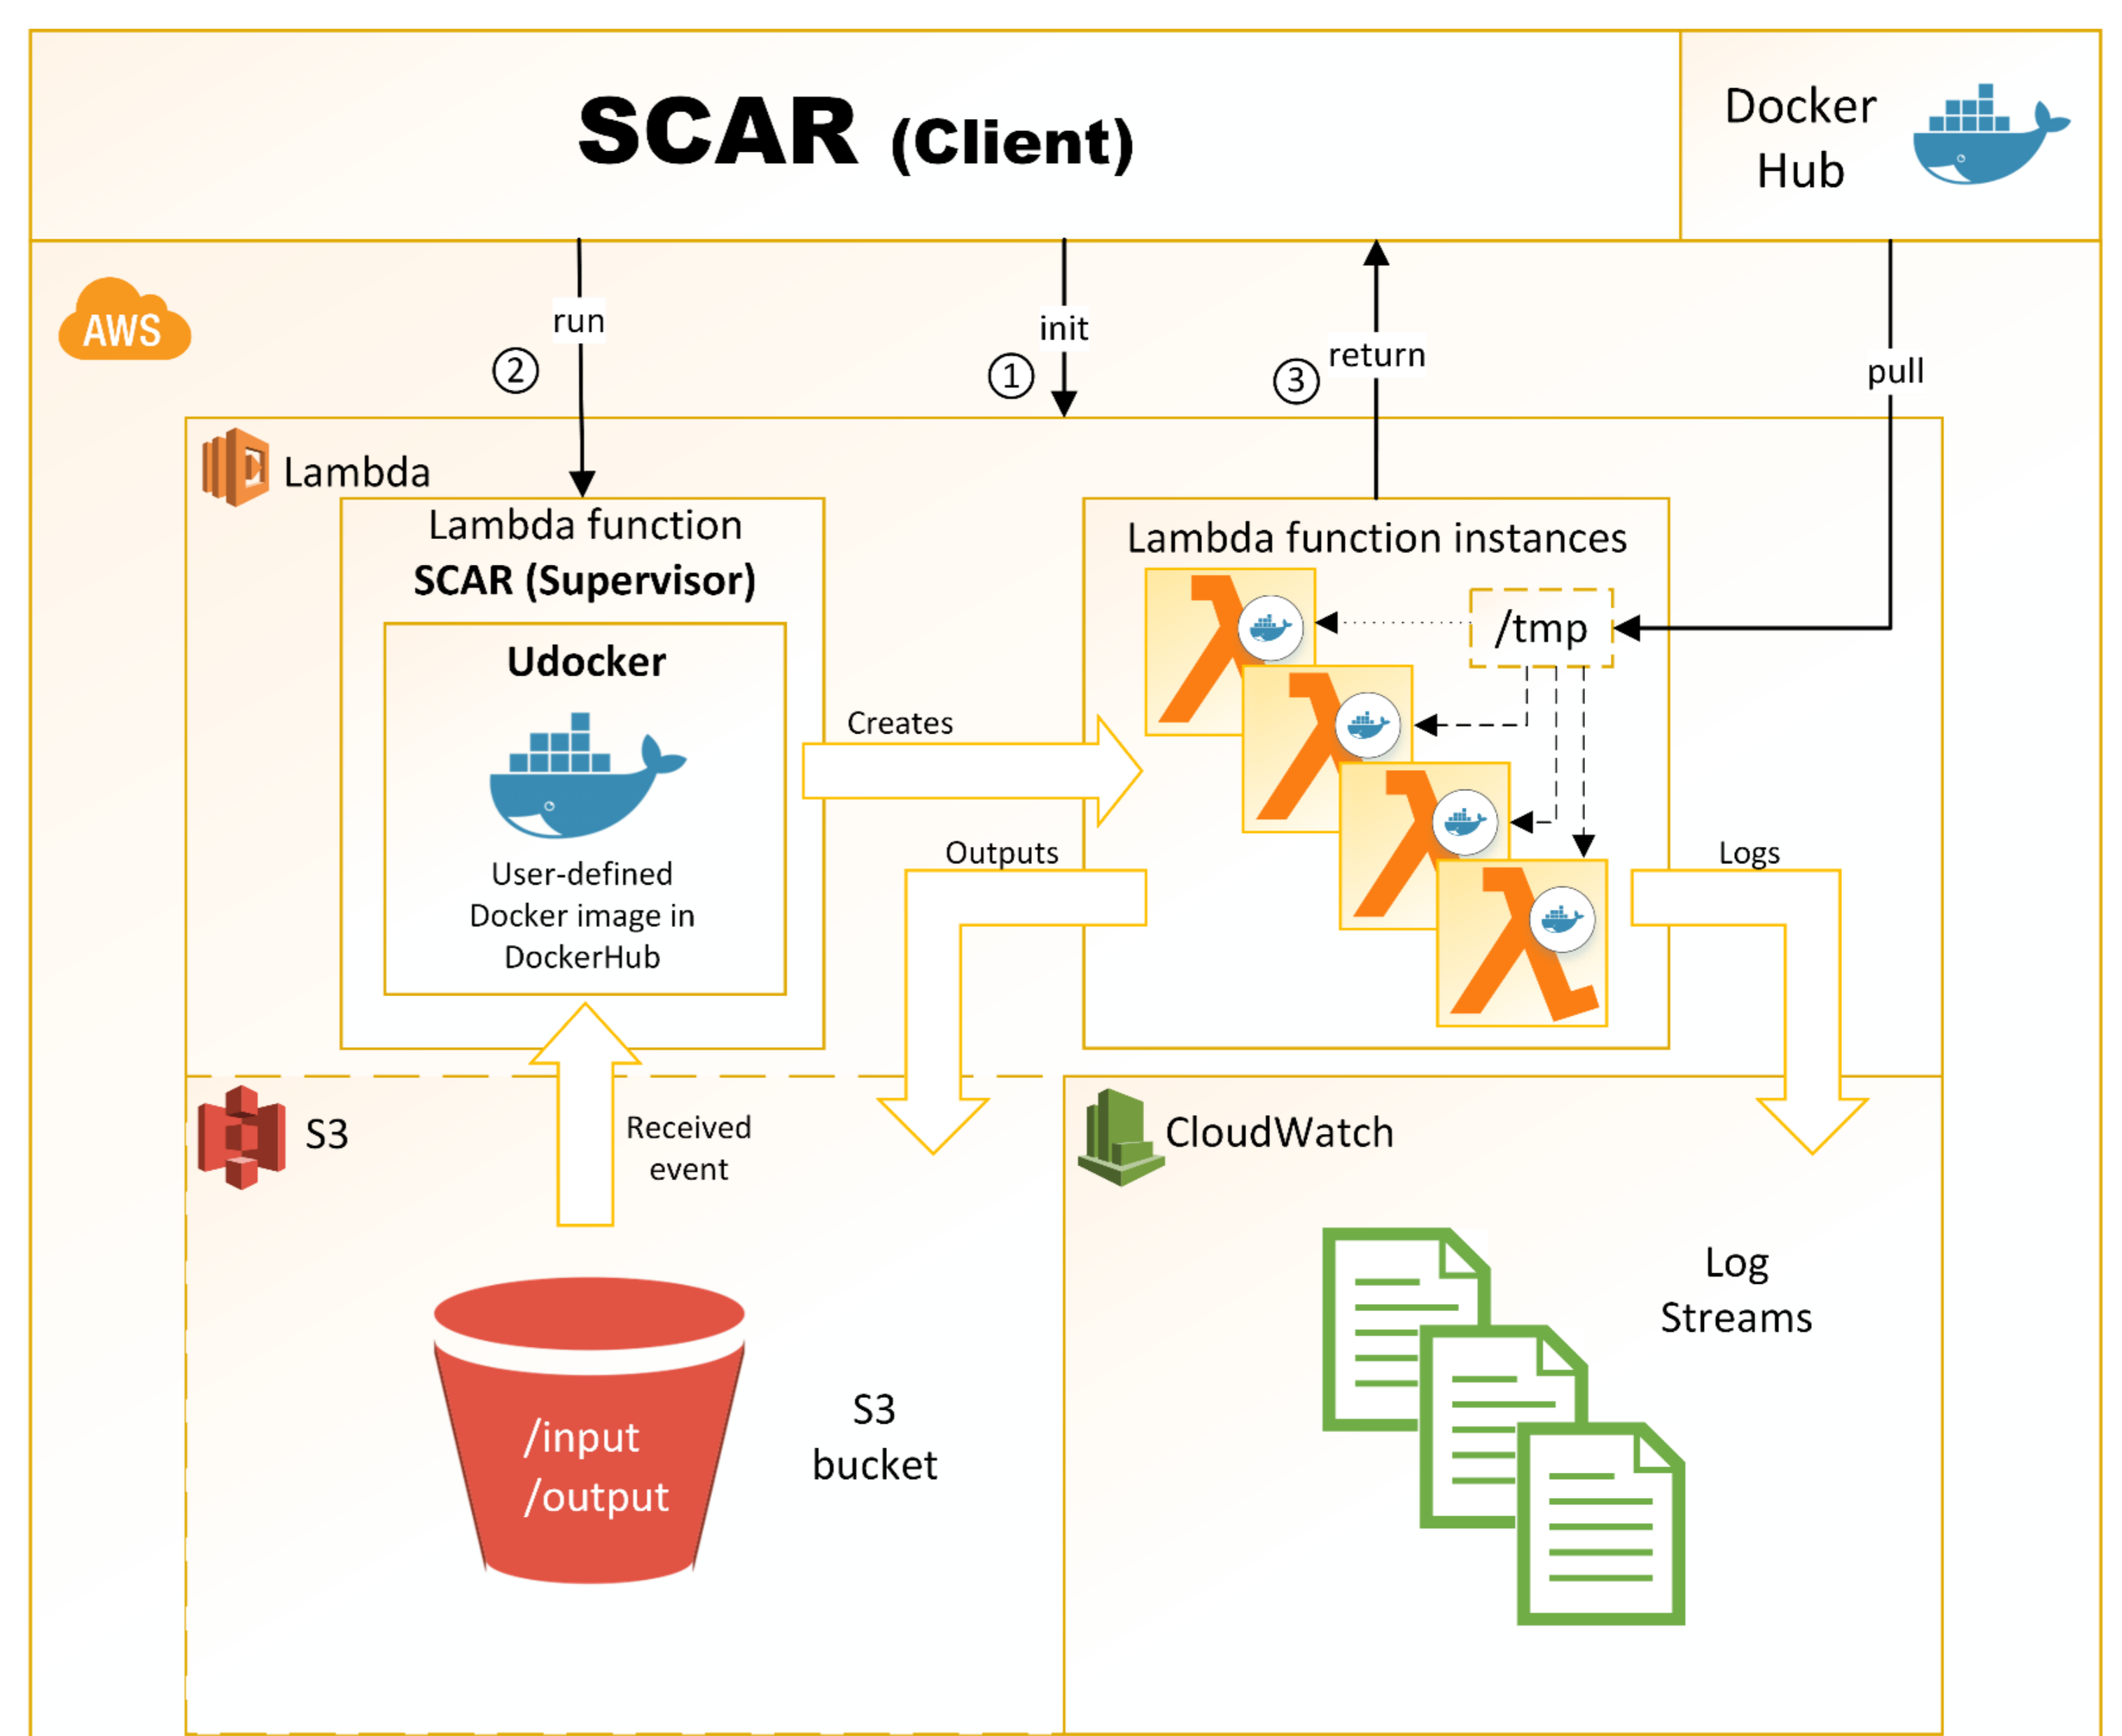 SCAR (Client)
Docker
Hub
AWS
run
②
init
①
return
③
pull
Lambda
Lambda function
SCAR (Supervisor)
Udocker
User-defined
Docker image in
DockerHub
Creates
Lambda function instances
/tmp
Outputs
Logs
S3
Received
event
CloudWatch
/input
/output
S3
bucket
Log
Streams